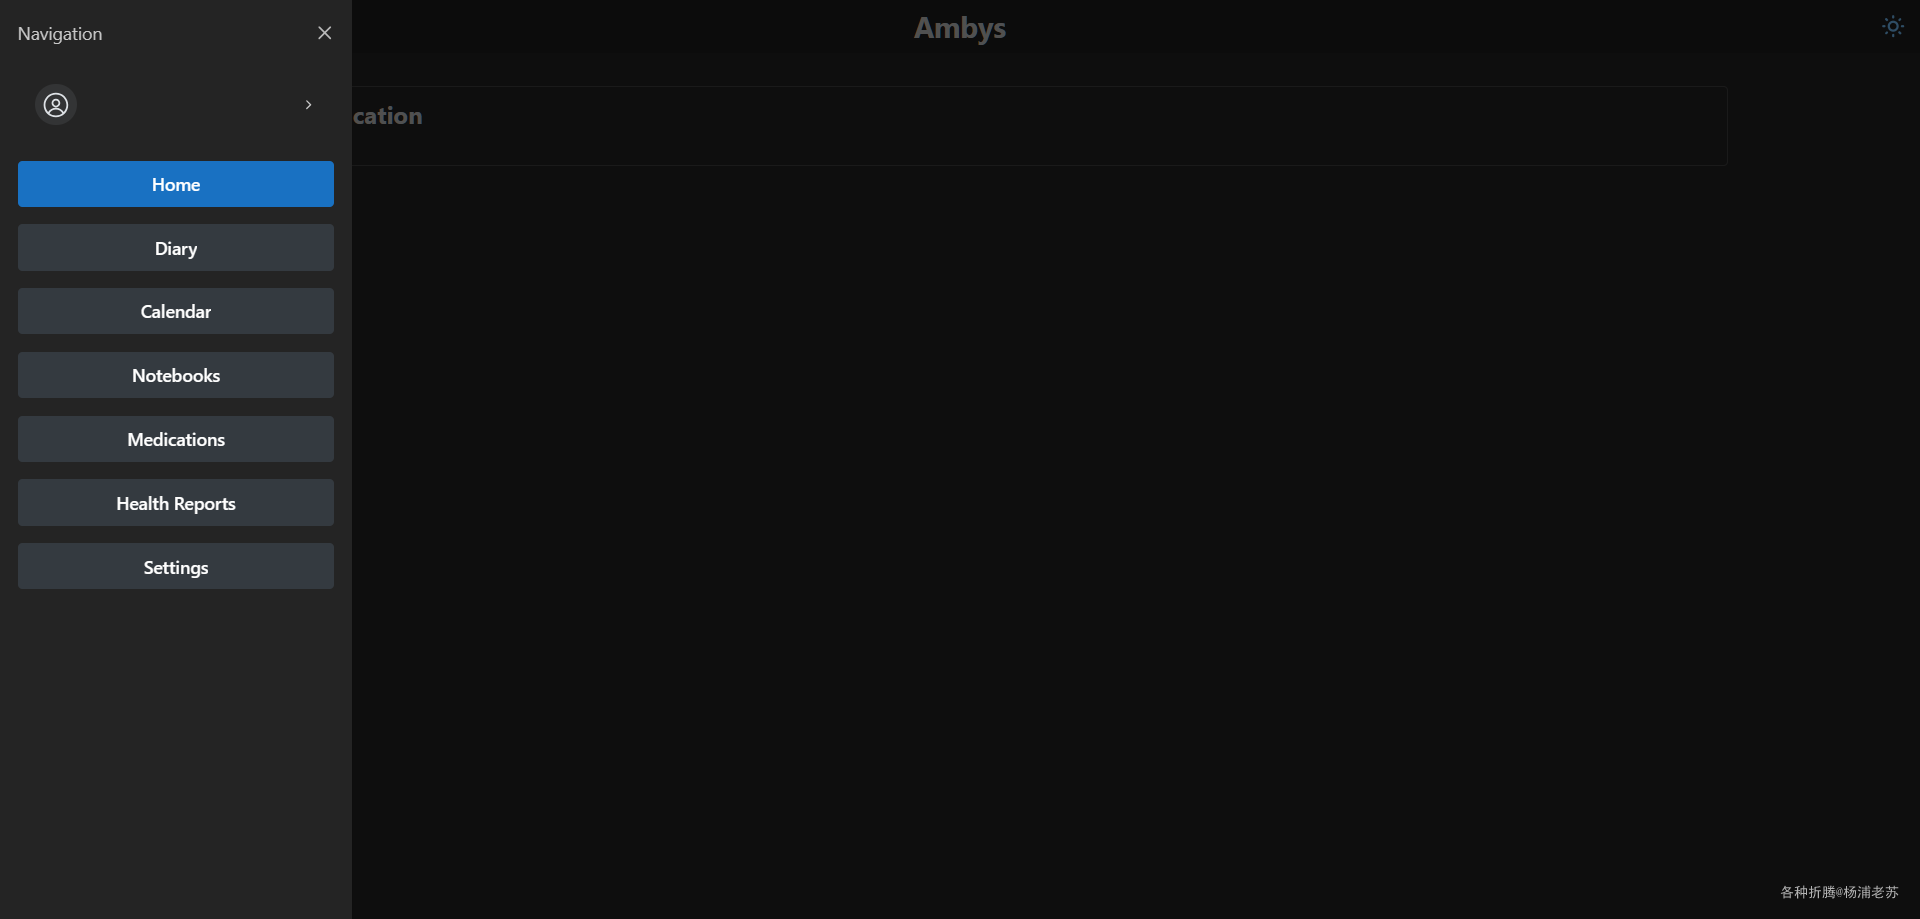 Navigation
Ambys
cation
Home
Diary
Calendar
Notebooks
Medications
Health Reports
Settings
各种折腾@杨浦老苏